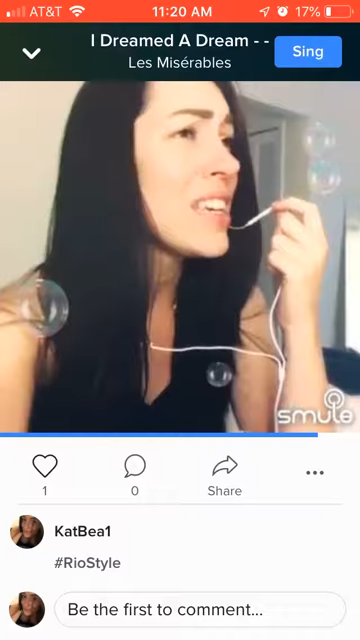 AT&T 11:20 AM 17%
I Dreamed A Dream - -
Les Misérables
Sing
smule
1
0
Share
KatBea1
#RioStyle
Be the first to comment...